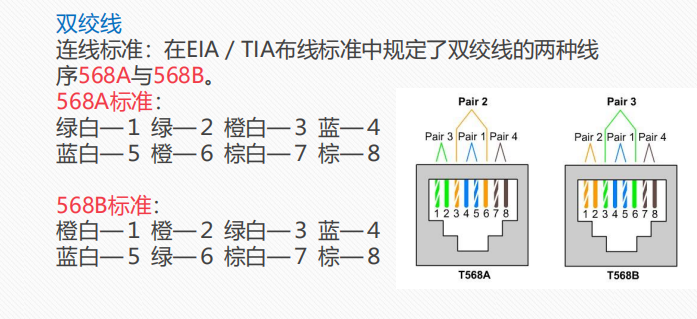 双绞线
连线标准：在EIA / TIA布线标准中规定了双绞线的两种线
序568A与568B。
568A标准：
绿白—1 绿—2 橙白—3 蓝—4
蓝白—5 橙—6 棕白—7 棕—8
568B标准：
橙白—1 橙—2 绿白—3 蓝—4
蓝白—5 绿—6 棕白—7 棕—8
Pair 2
Pair 3 Pair 1 Pair 4
1 2 3 4 5 6 7 8
T568A
Pair 3
Pair 2 Pair 1 Pair 4
1 2 3 4 5 6 7 8
T568B